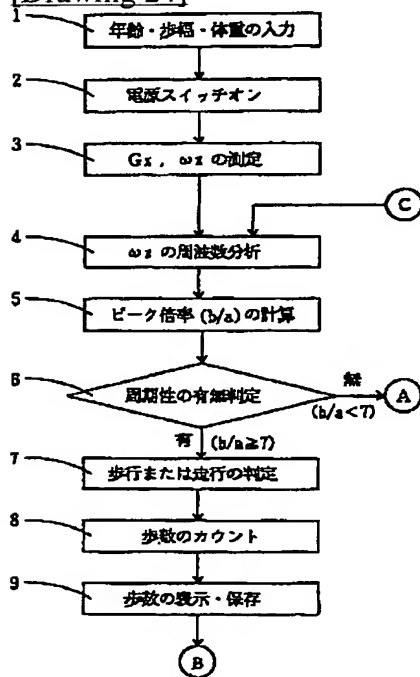 1
年齢・歩幅・体重の入力
2
電源スイッチオン
3
Gz , ωz の測定
C
4
ωz の周波数分析
5
ピーク倍率 (b/a) の計算
6
周期性の有無判定
無
(b/a<7)
A
有 (b/a≧7)
7
歩行または走行の判定
8
歩数のカウント
9
歩数の表示・保存
B